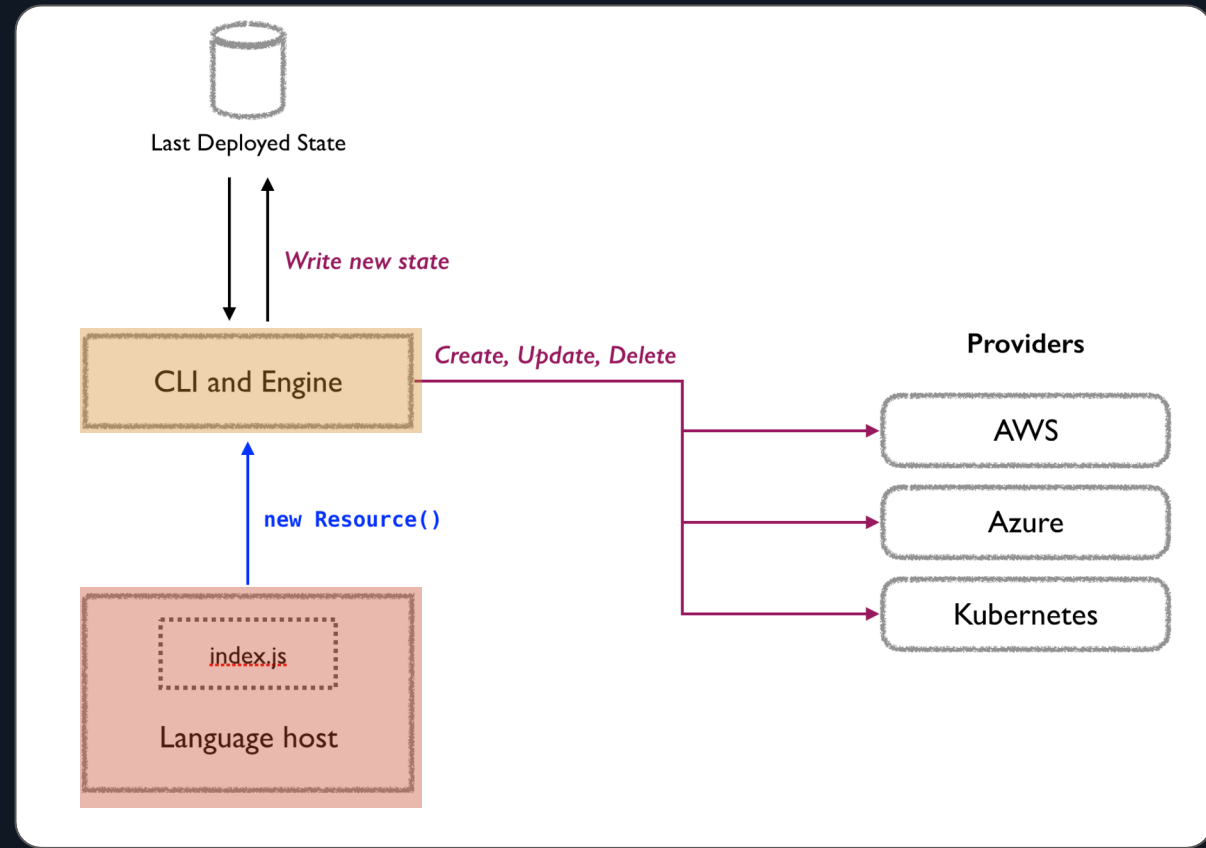 Last Deployed State
Write new state
Create, Update, Delete
Providers
CLI and Engine
AWS
new Resource()
Azure
Kubernetes
index.js
Language host